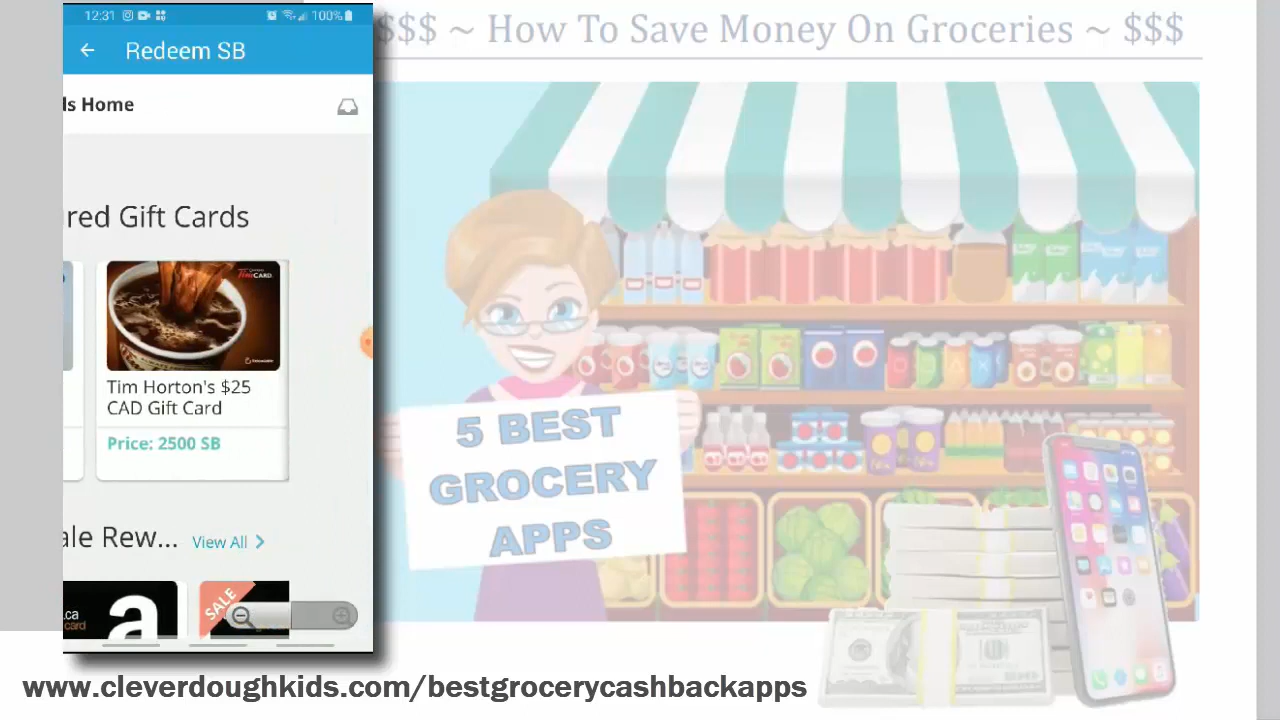 12:31
100%
$$$ ~ How To Save Money On Groceries ~ $$$
Redeem SB
ls Home
red Gift Cards
Tim Horton's $25
CAD Gift Card
Price: 2500 SB
ale Rew... View All
.ca
card
a
SALE
5 BEST
GROCERY
APPS
www.cleverdoughkids.com/bestgrocerycashbackapps